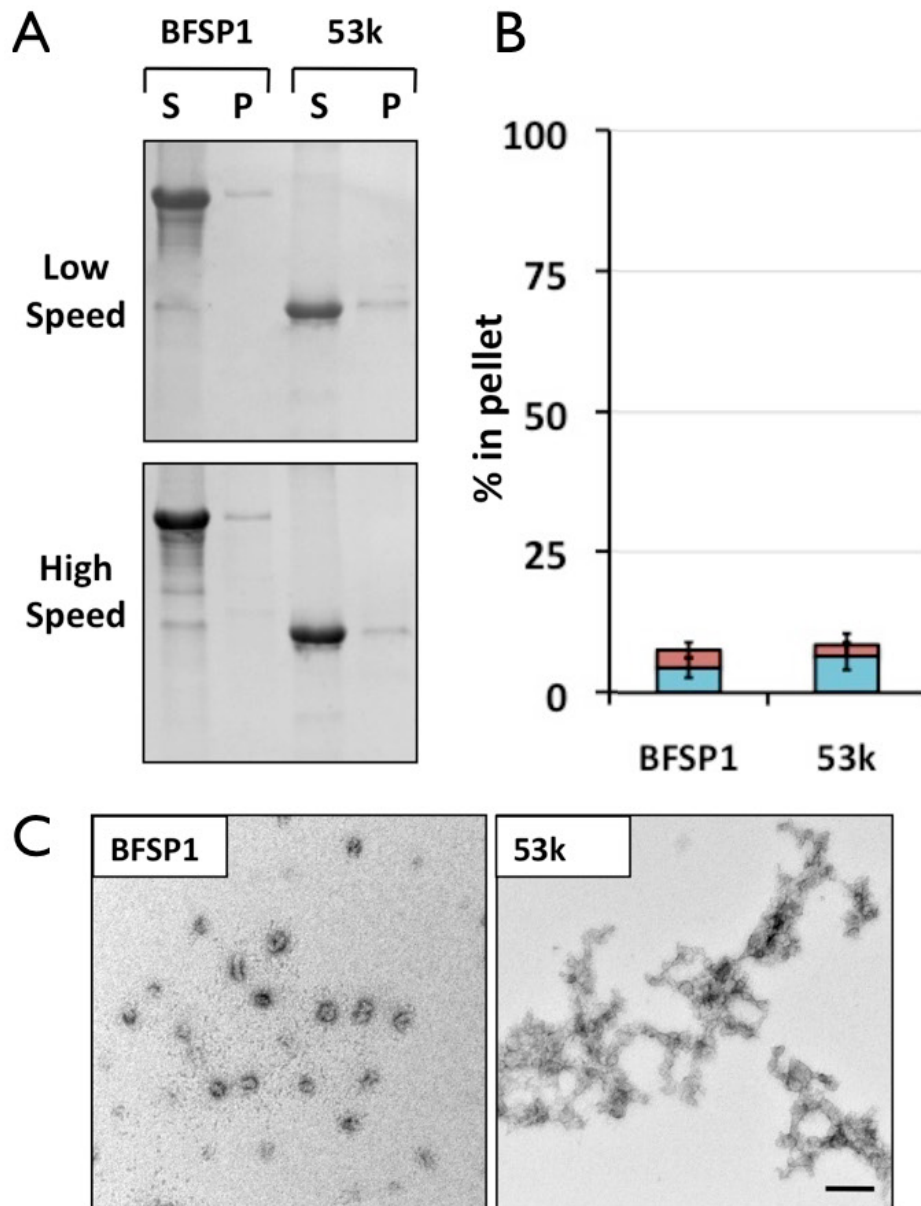 A
BFSP1 53k
S P S P
Low
Speed
High
Speed
B
100
75
50
25
0
% in pellet
BFSP1 53k
C
BFSP1
53k